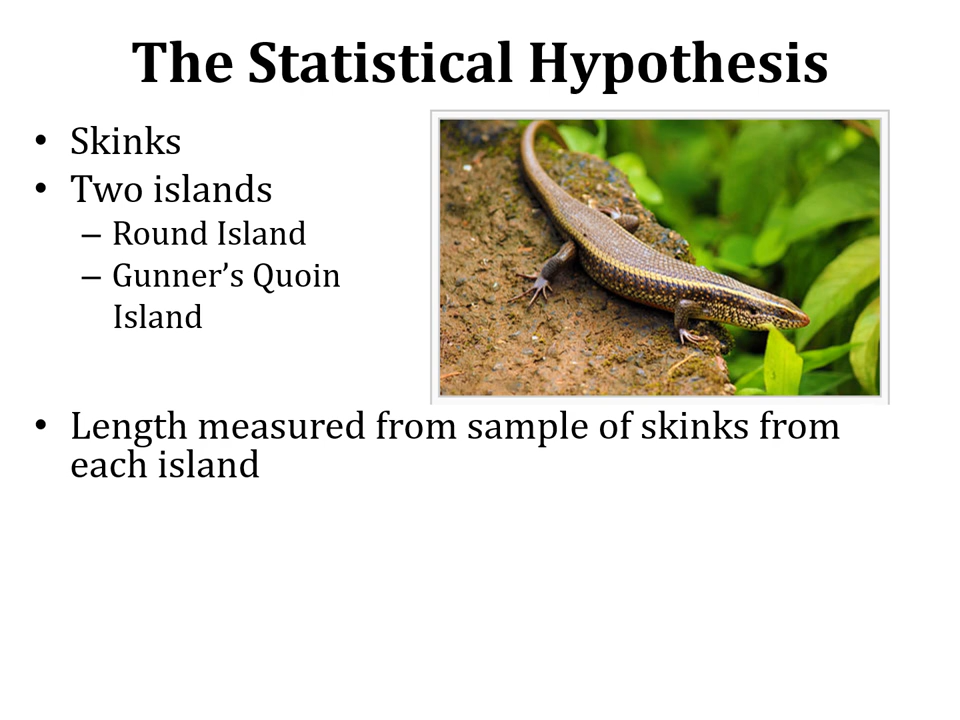 The Statistical Hypothesis
• Skinks
• Two islands
– Round Island
– Gunner’s Quoin
Island
• Length measured from sample of skinks from
each island